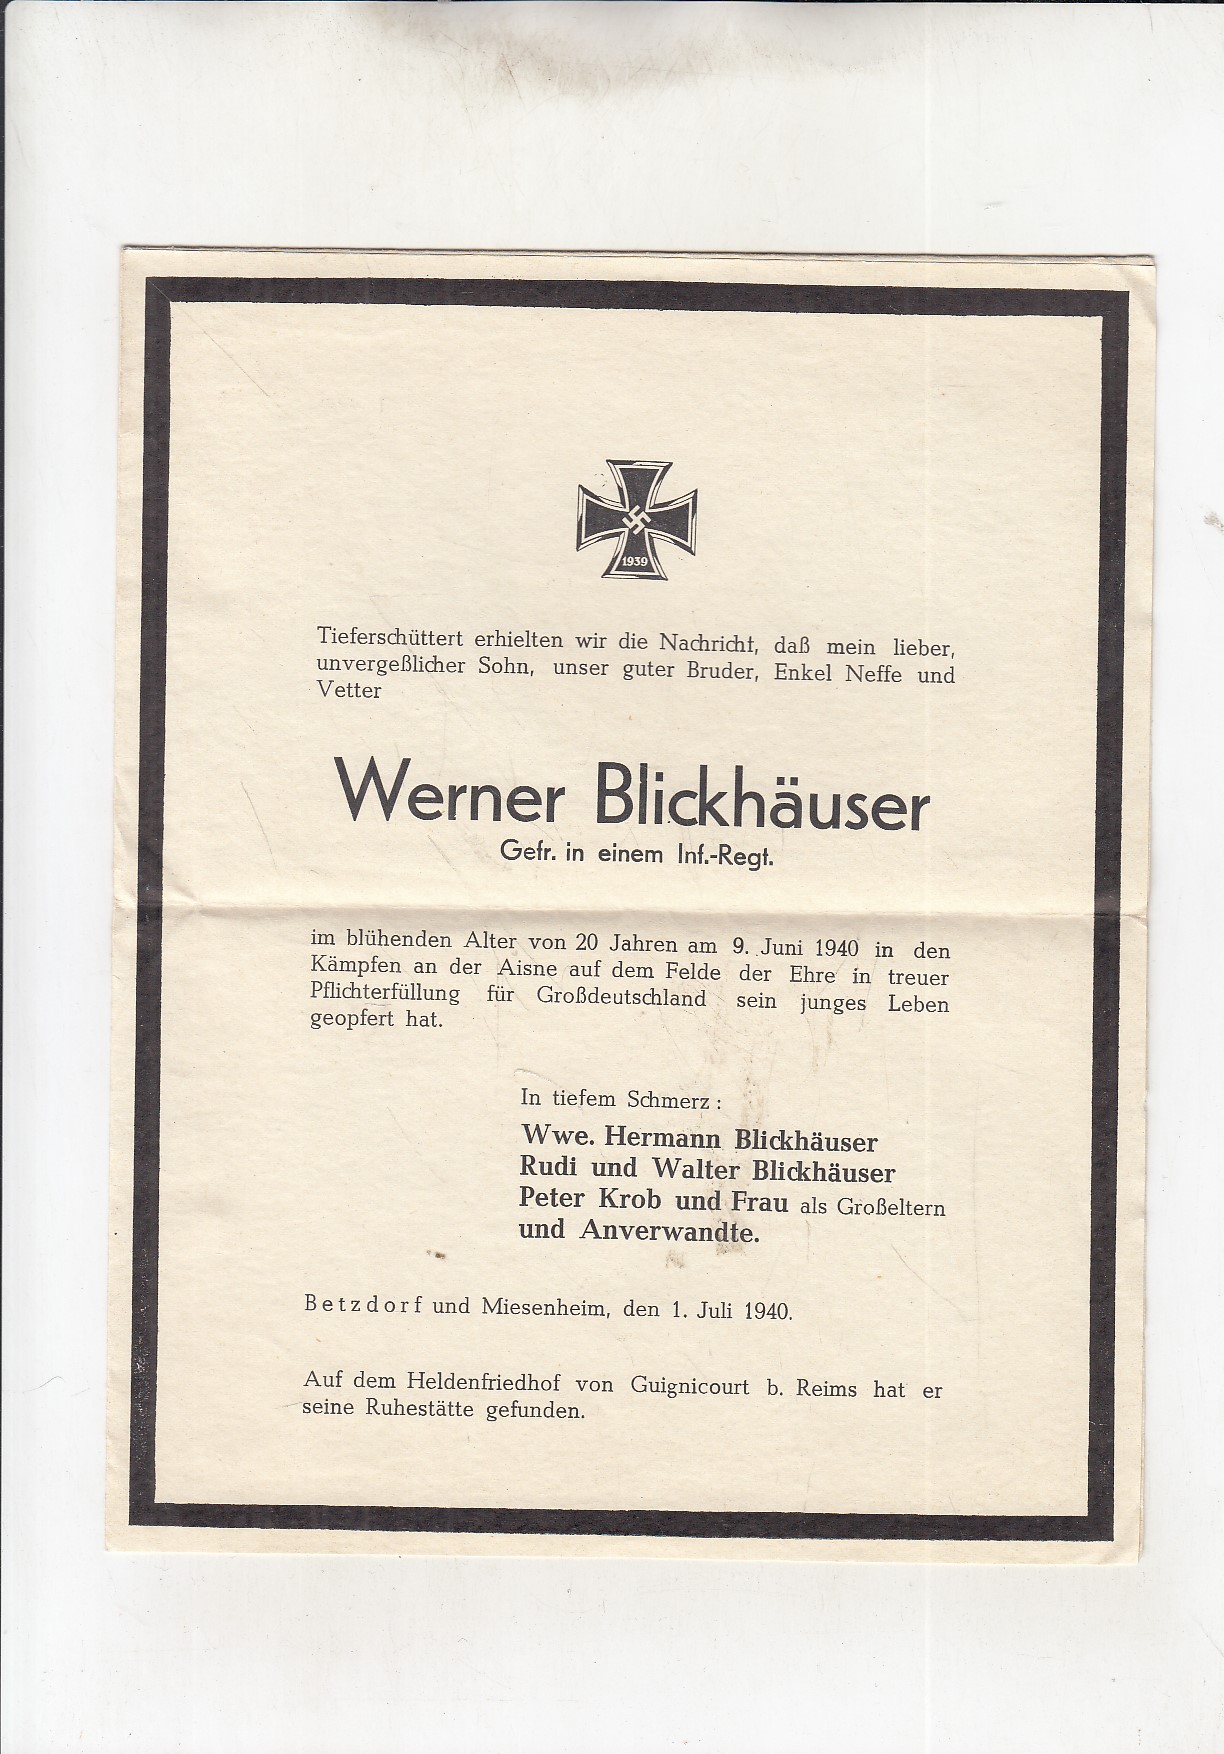 1939
Tieferschüttert erhielten wir die Nachricht, daß mein lieber,
unvergeßlicher Sohn, unser guter Bruder, Enkel Neffe und
Vetter
Werner Blickhäuser
Gefr. in einem Inf.-Regt.
im blühenden Alter von 20 Jahren am 9. Juni 1940 in den
Kämpfen an der Aisne auf dem Felde der Ehre in treuer
Pflichterfüllung für Großdeutschland sein junges Leben
geopfert hat.
In tiefem Schmerz :
Wwe. Hermann Blickhäuser
Rudi und Walter Blickhäuser
Peter Krob und Frau als Großeltern
und Anverwandte.
Betzdorf und Miesenheim, den 1. Juli 1940.
Auf dem Heldenfriedhof von Guignicourt b. Reims hat er
seine Ruhestätte gefunden.